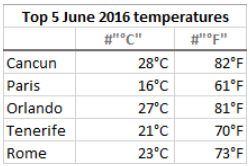 Top 5 June 2016 temperatures
#"°C" #"°F"
Cancun 28°C 82°F
Paris 16°C 61°F
Orlando 27°C 81°F
Tenerife 21°C 70°F
Rome 23°C 73°F